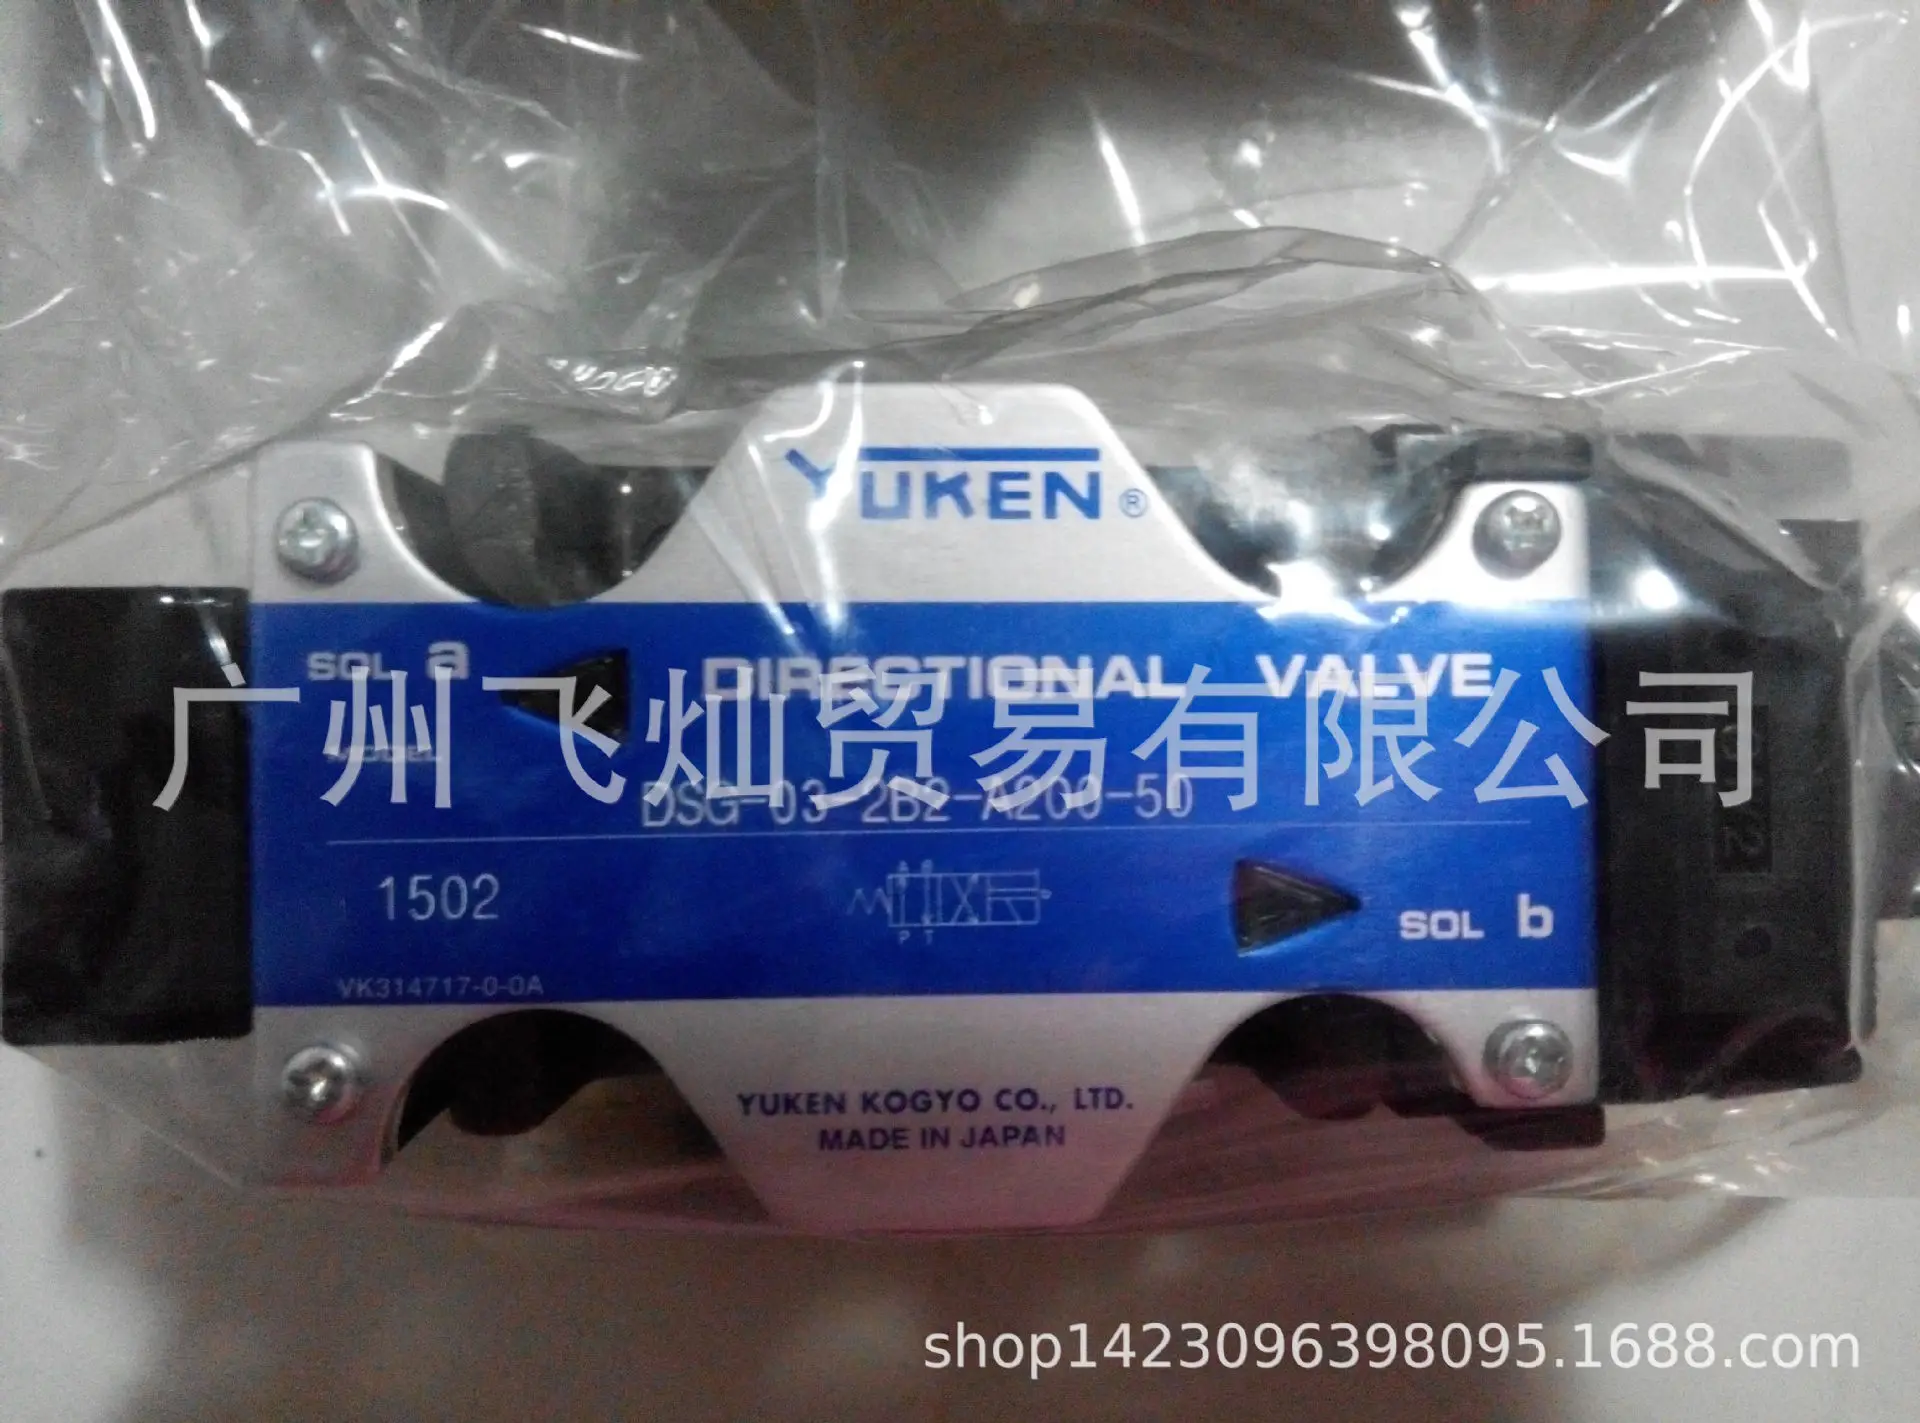 YUKEN®
SOL a
DIRECTIONAL VALVE
广州飞灿贸易有限公司
MODEL
DSG-03-2B2-A200-50
1502
P T
SOL b
VK314717-0-0A
YUKEN KOGYO CO., LTD.
MADE IN JAPAN
shop1423096398095.1688.com